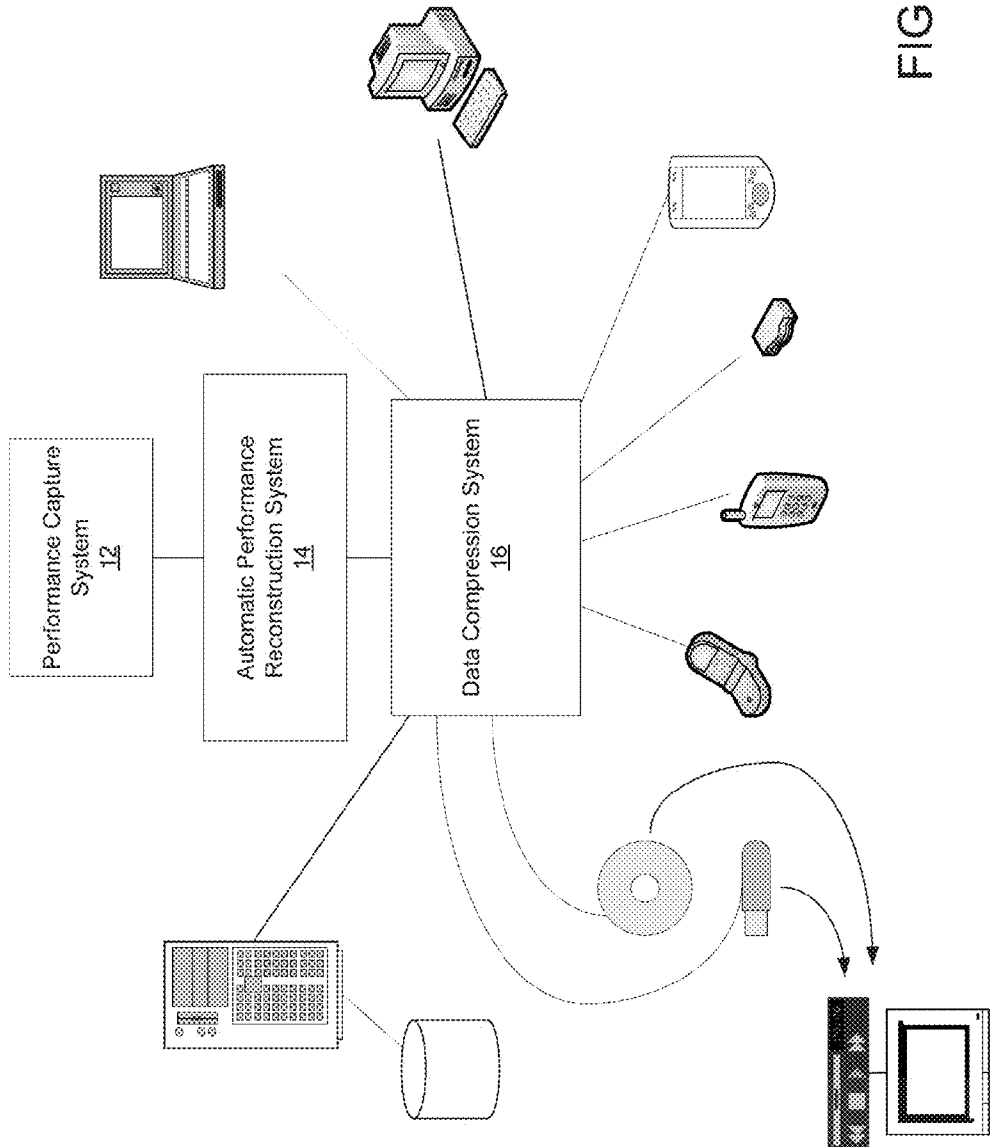 Performance Capture
System
12
Automatic Performance
Reconstruction System
14
Data Compression System
16
FIG